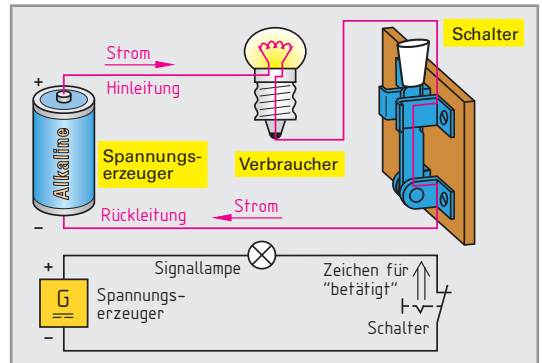 Strom
Schalter
+
Hinleitung
Alkaline
Spannungs-
erzeuger
Verbraucher
Rückleitung
Strom
–
+
Signallampe
Zeichen für
"betätigt"
G
Spannungs-
erzeuger
Schalter
–